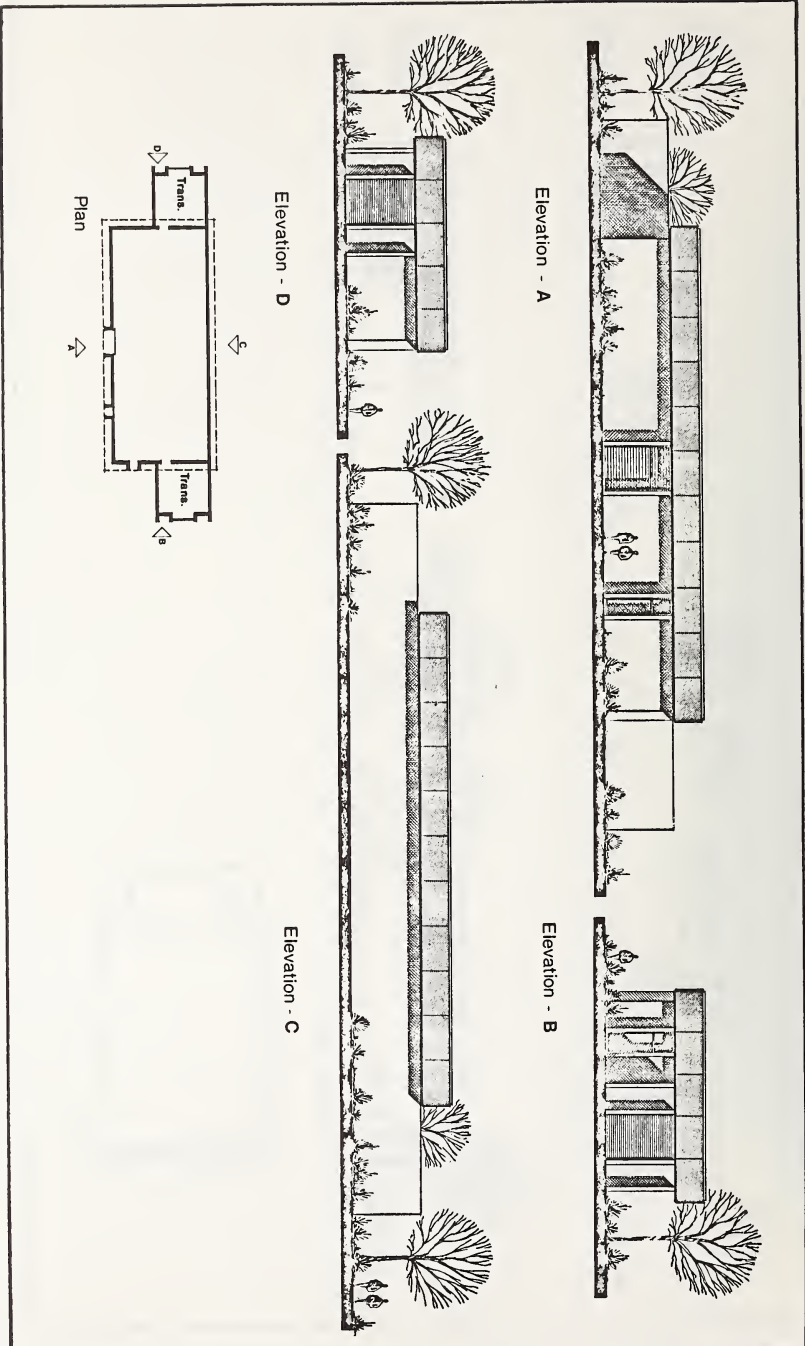 Elevation - A
Elevation - B
Elevation - D
Elevation - C
Trans.
Trans.
D
C
A
B
Plan